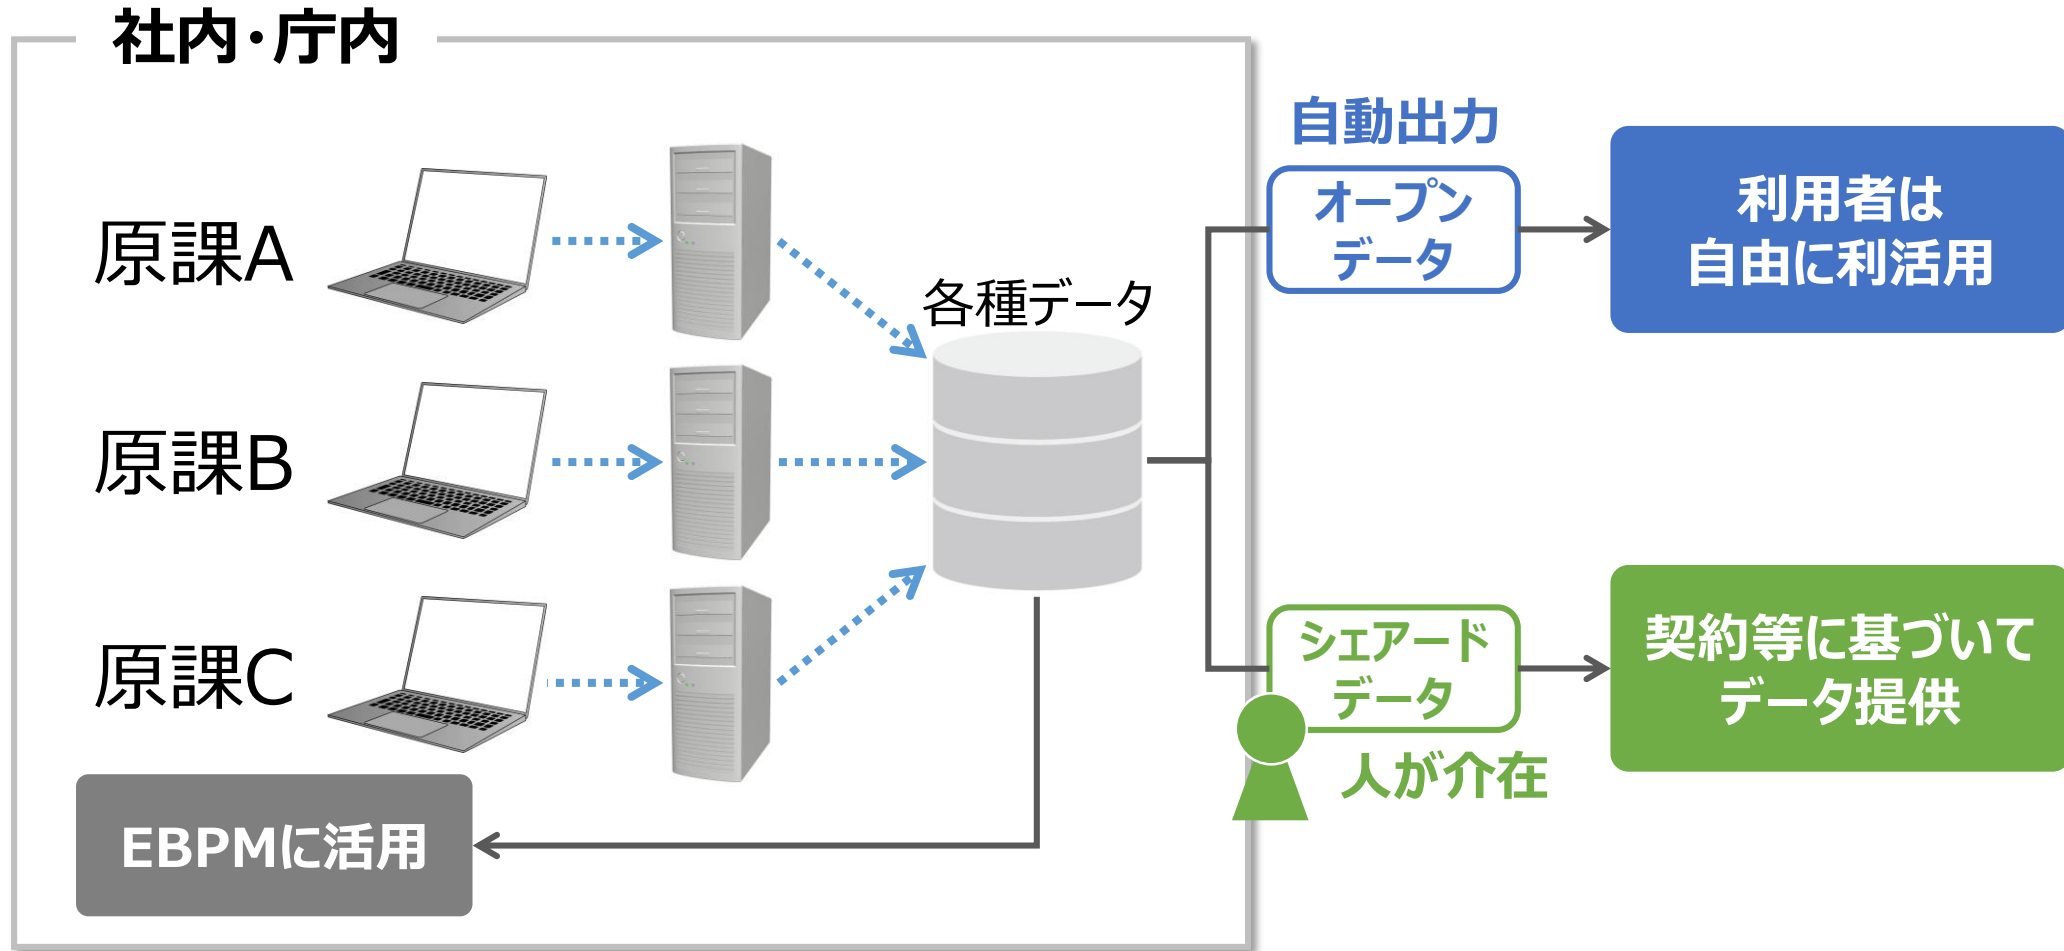 社内・庁内
原課A
原課B
原課C
各種データ
EBPMに活用
自動出力
オープン
データ
利用者は
自由に利活用
シェアード
データ
人が介在
契約等に基づいて
データ提供